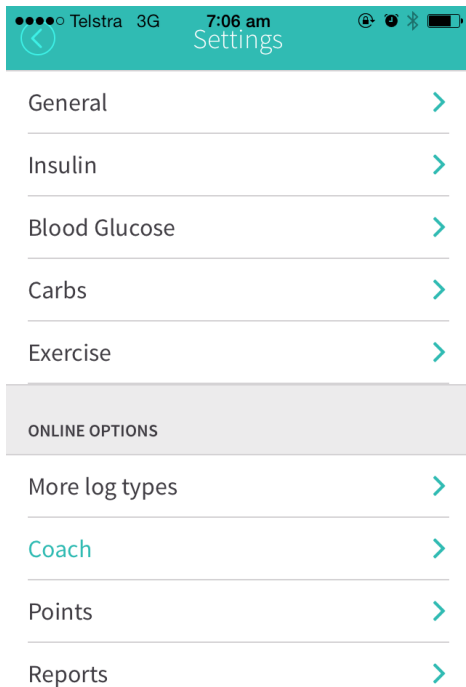 Telstra 3G 7:06 am
Settings
General
Insulin
Blood Glucose
Carbs
Exercise
ONLINE OPTIONS
More log types
Coach
Points
Reports